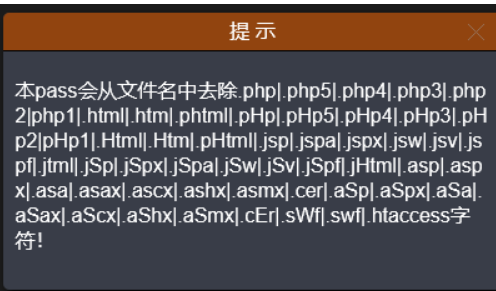 提示
本pass会从文件名中去除.php|.php5|.php4|.php3|.php
2|php1|.html|.htm|.phtml|.pHp|.pHp5|.pHp4|.pHp3|.pH
p2|pHp1|.Html|.Htm|.pHtml|.jsp|.jspa|.jspx|.jsw|.jsv|.js
pf|.jtml|.jSp|.jSpx|.jSpa|.jSw|.jSv|.jSpf|.jHtml|.asp|.asp
x|.asa|.asax|.ascx|.ashx|.asmx|.cer|.aSp|.aSpx|.aSa|.
aSax|.aScx|.aShx|.aSmx|.cEr|.sWf|.swf|.htaccess字
符!